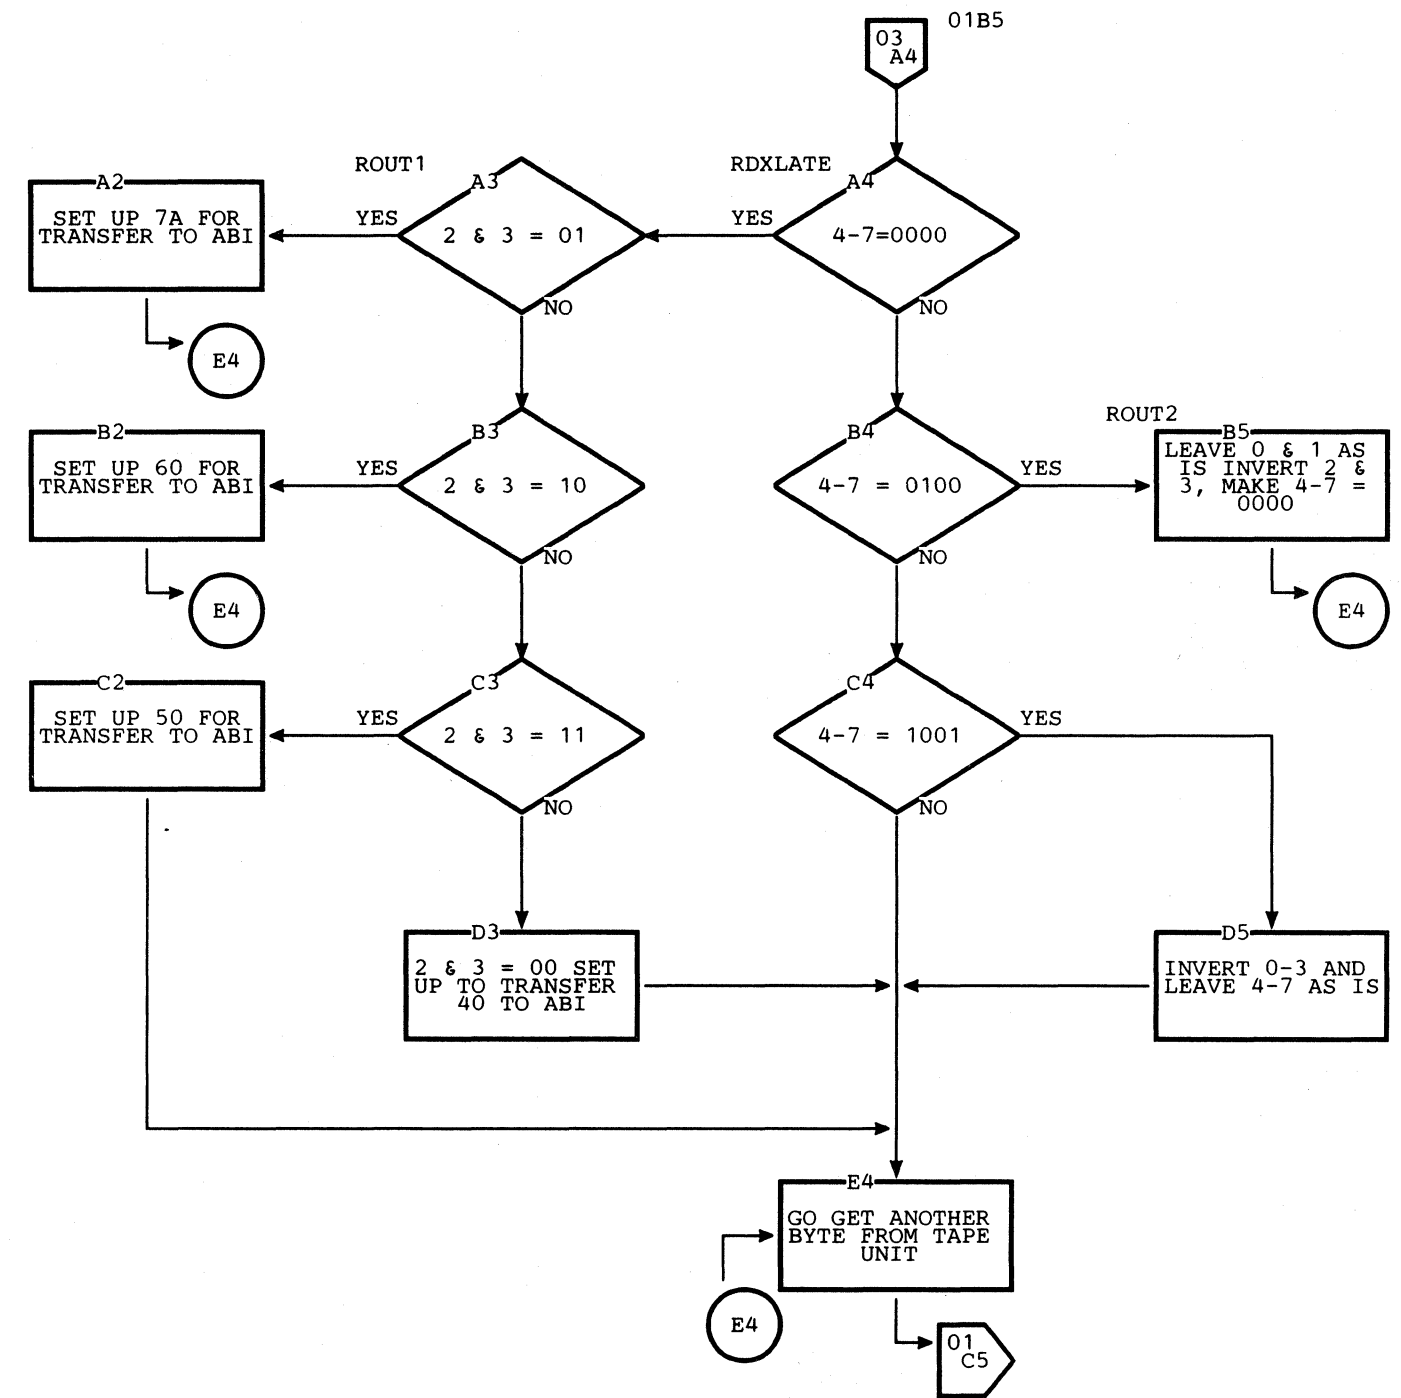 01B5
03
A4
ROUT1
RDXLATE
A2
SET UP 7A FOR
TRANSFER TO ABI
YES
A3
2 & 3 = 01
NO
YES
A4
4-7=0000
NO
E4
ROUT2
B2
SET UP 60 FOR
TRANSFER TO ABI
YES
B3
2 & 3 = 10
NO
B4
4-7 = 0100
YES
NO
B5
LEAVE 0 & 1 AS
IS INVERT 2 &
3, MAKE 4-7 =
0000
E4
E4
C2
SET UP 50 FOR
TRANSFER TO ABI
YES
C3
2 & 3 = 11
NO
C4
4-7 = 1001
YES
NO
D3
2 & 3 = 00 SET
UP TO TRANSFER
40 TO ABI
D5
INVERT 0-3 AND
LEAVE 4-7 AS IS
E4
GO GET ANOTHER
BYTE FROM TAPE
UNIT
E4
01
C5